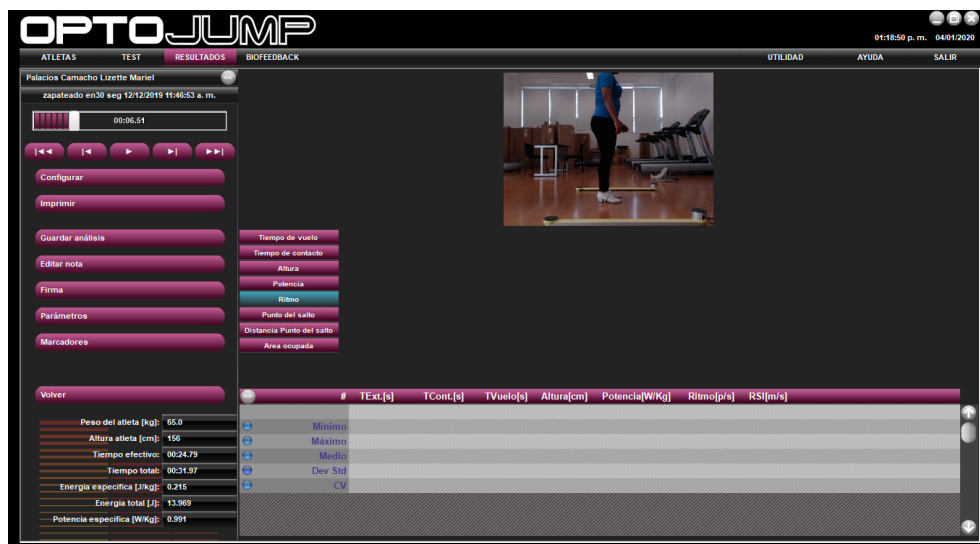 OPTOJUMP
01:18:50 p. m. 04/01/2020
ATLETAS TEST RESULTADOS BIOFEEDBACK UTILIDAD AYUDA SALIR
Palacios Camacho Lizette Mariel <<
zapateado en30 seg 12/12/2019 11:46:53 a. m.
00:06.51
Configurar
Imprimir
Guardar análisis
Editar nota
Firma
Parámetros
Marcadores
Volver
Tiempo de vuelo
Tiempo de contacto
Altura
Potencia
Ritmo
Punto del salto
Distancia Punto del salto
Area ocupada
>> # TExt.[s] TCont.[s] TVuelo[s] Altura[cm] Potencia[W/Kg] Ritmo[p/s] RSI[m/s]
Mínimo
Máximo
Medio
Dev Std
CV
Peso del atleta [kg]: 65.0
Altura atleta [cm]: 156
Tiempo efectivo: 00:24.79
Tiempo total: 00:31.97
Energia especifica [J/kg]: 0.215
Energia total [J]: 13.969
Potencia especifica [W/Kg]: 0.991